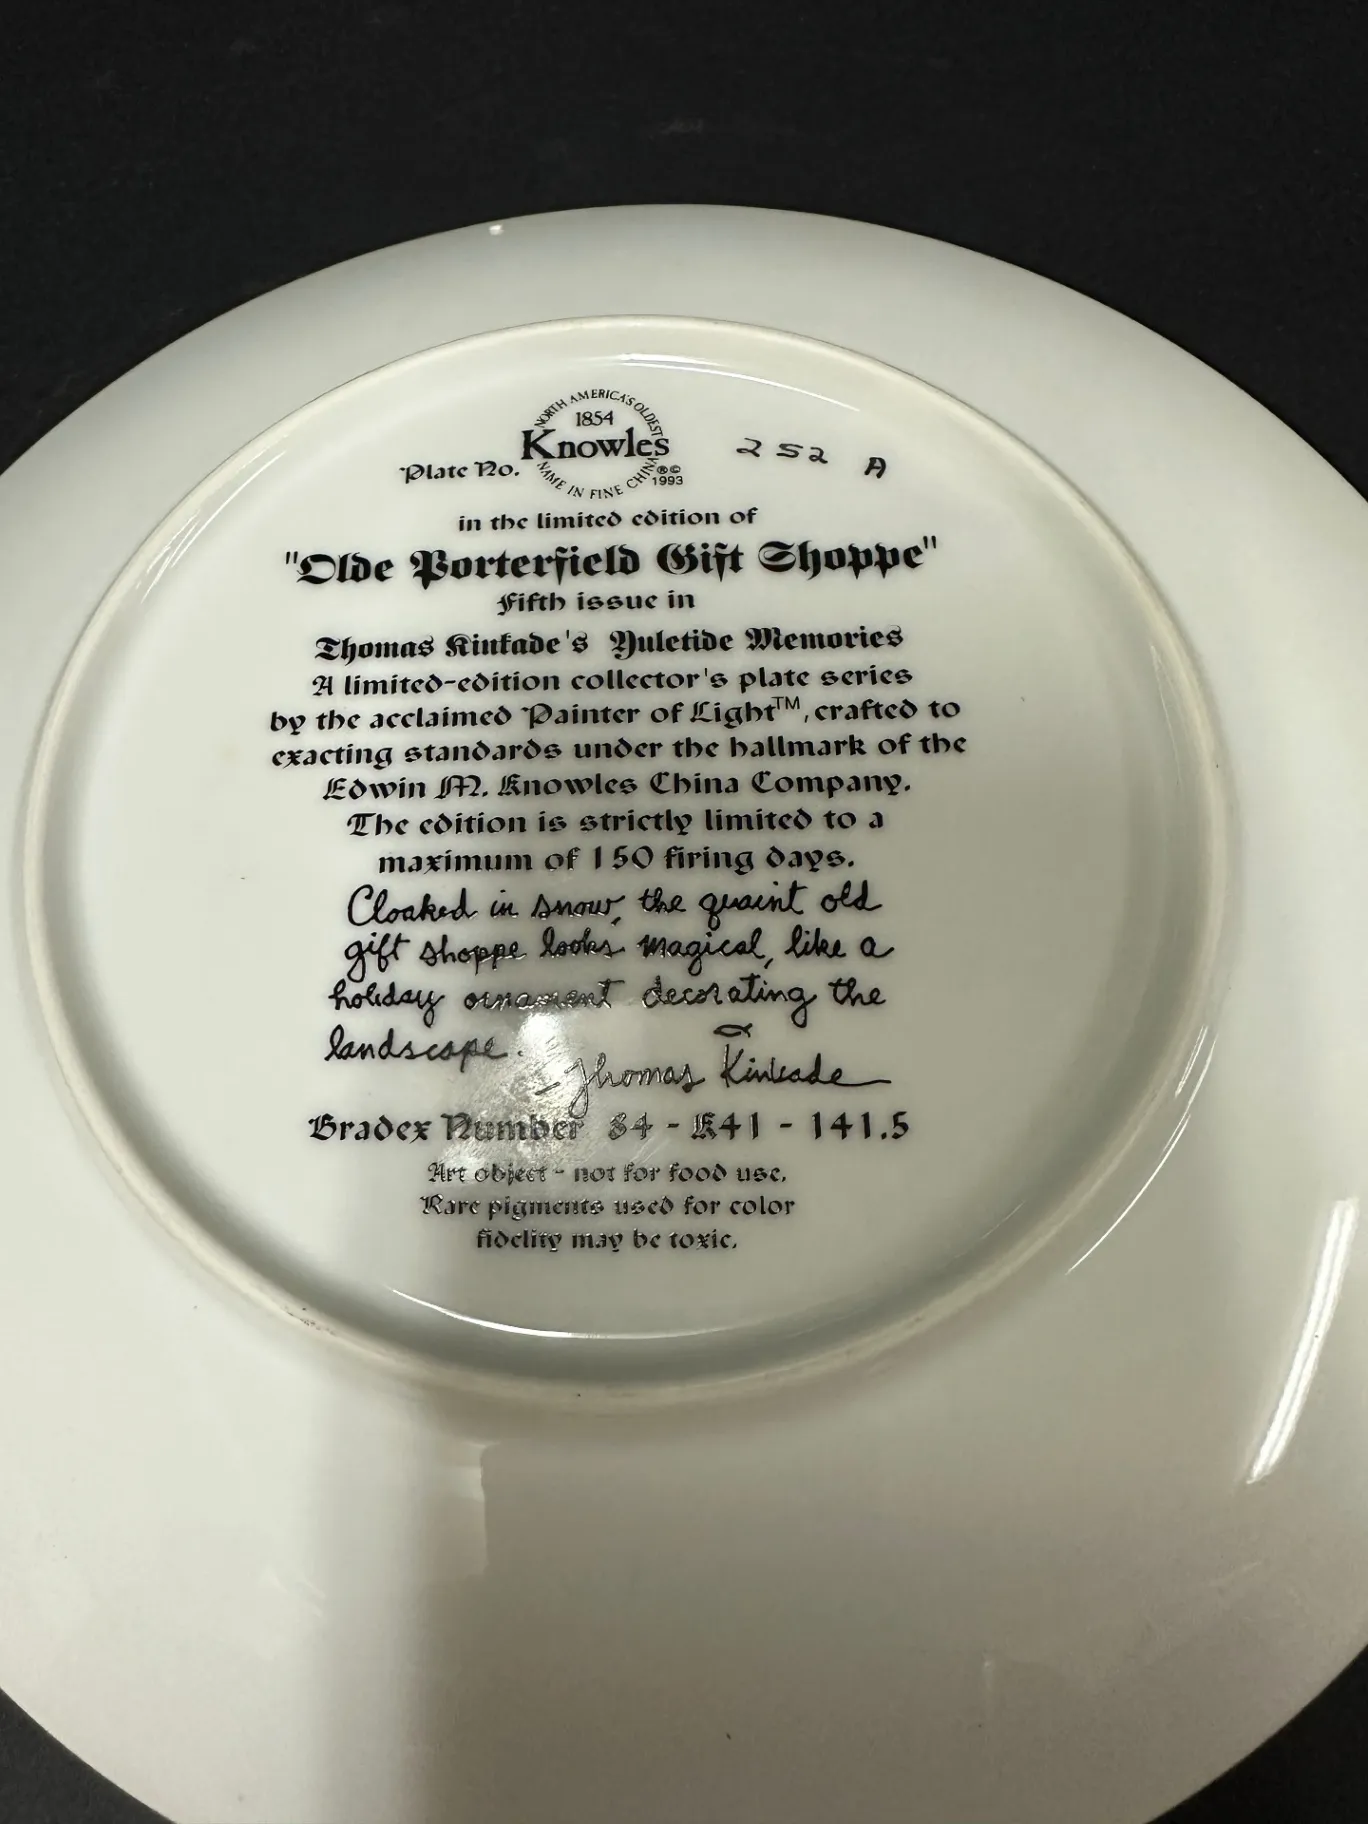 NORTH AMERICA'S OLDEST
1854
Knowles
NAME IN FINE CHINA
®©
1993
Plate No. 252 A
in the limited edition of
"Olde Porterfield Gift Shoppe"
Fifth issue in
Thomas Kinkade's Yuletide Memories
A limited-edition collector's plate series
by the acclaimed Painter of Light™, crafted to
exacting standards under the hallmark of the
Edwin M. Knowles China Company.
The edition is strictly limited to a
maximum of 150 firing days.
Cloaked in snow, the quaint old
gift shoppe looks magical, like a
holiday ornament decorating the
landscape.
- Thomas Kinkade
Bradex Number 84 - K41 - 141.5
Art object - not for food use.
Rare pigments used for color
fidelity may be toxic.